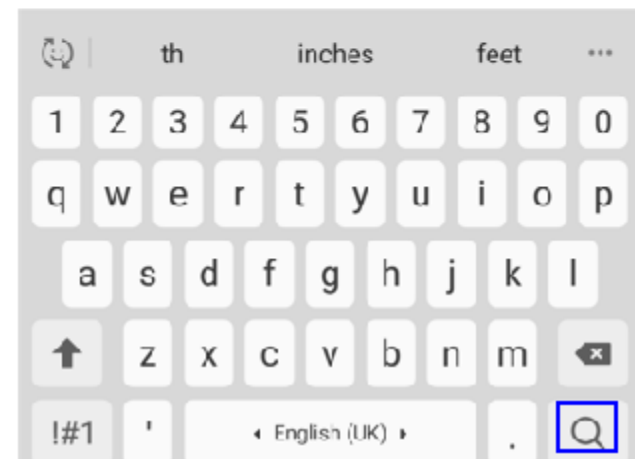 th inches feet ...
1 2 3 4 5 6 7 8 9 0
q w e r t y u i o p
a s d f g h j k l
z x c v b n m
!#1 ' English (UK) .